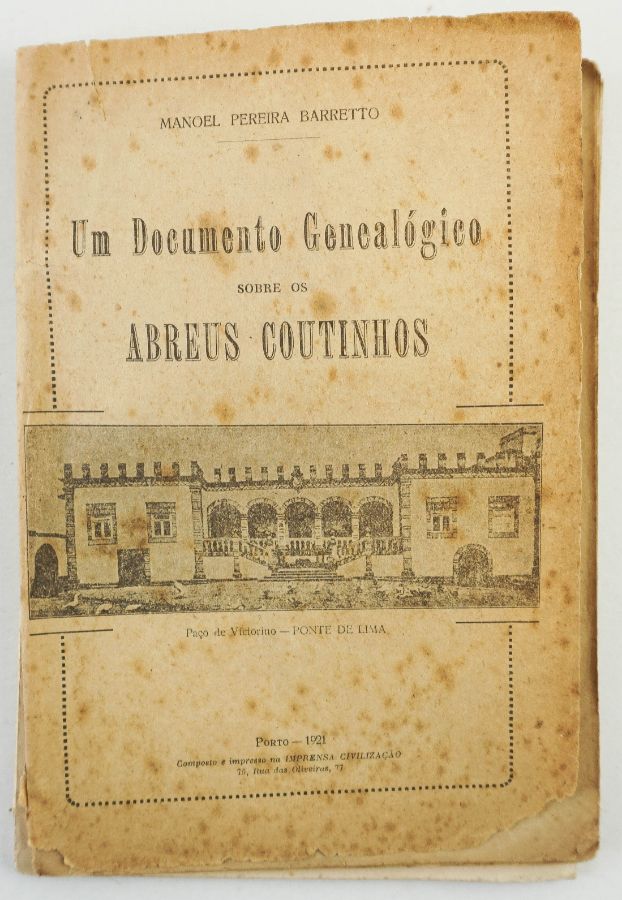 MANOEL PEREIRA BARRETTO
Um Documento Genealógico
SOBRE OS
ABREUS COUTINHOS
Paço de Victorino — PONTE DE LIMA
PORTO — 1921
Composto e impresso na IMPRENSA CIVILIZAÇÃO
75, Rua das Oliveiras, 77